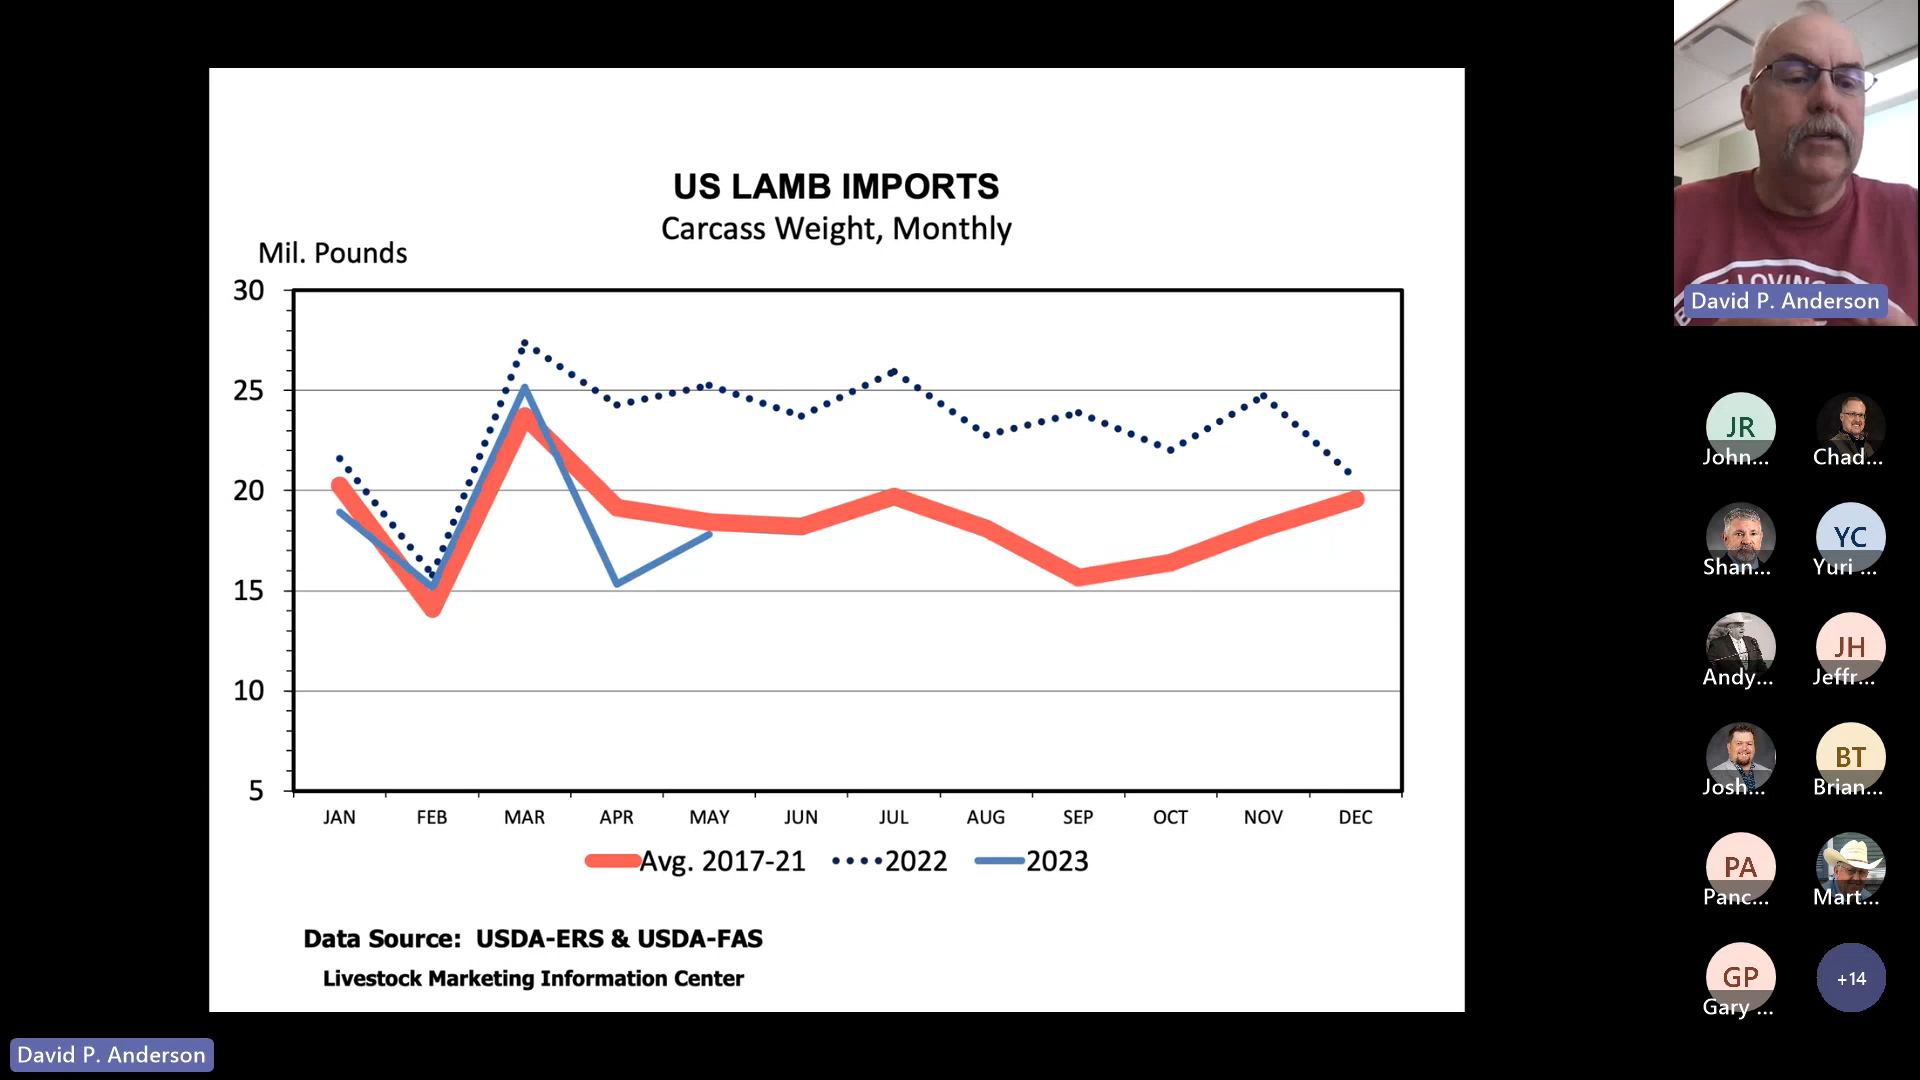 US LAMB IMPORTS
Carcass Weight, Monthly
Mil. Pounds
30
25
20
15
10
5
JAN FEB MAR APR MAY JUN JUL AUG SEP OCT NOV DEC
Avg. 2017-21 2022 2023
Data Source: USDA-ERS & USDA-FAS
Livestock Marketing Information Center
David P. Anderson
LOVING
David P. Anderson
JR
John... Chad...
YC
Shan... Yuri ...
JH
Andy... Jeffr...
BT
Josh... Brian...
PA
Panc... Mart...
GP +14
Gary ...